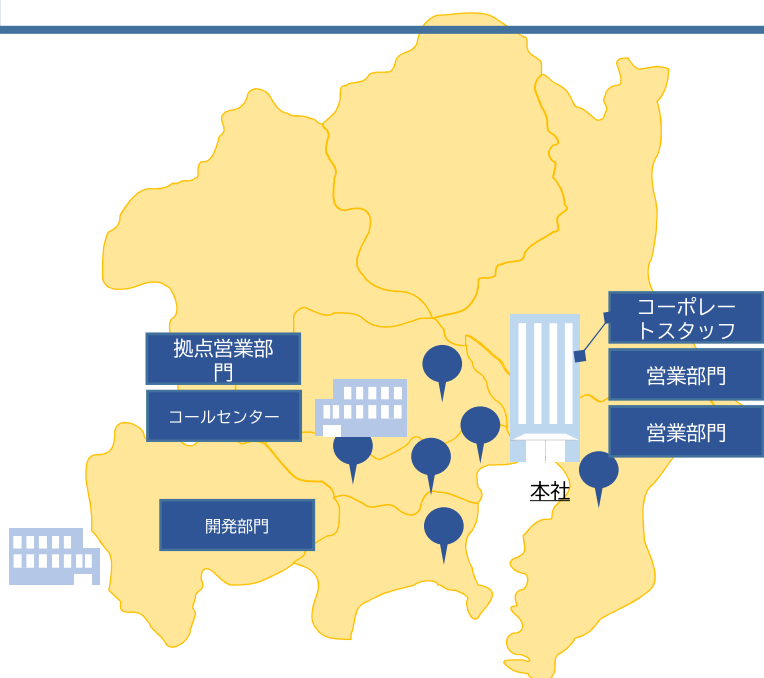 コーポレー
トスタッフ
拠点営業部
門
営業部門
コールセンター
営業部門
本社
開発部門